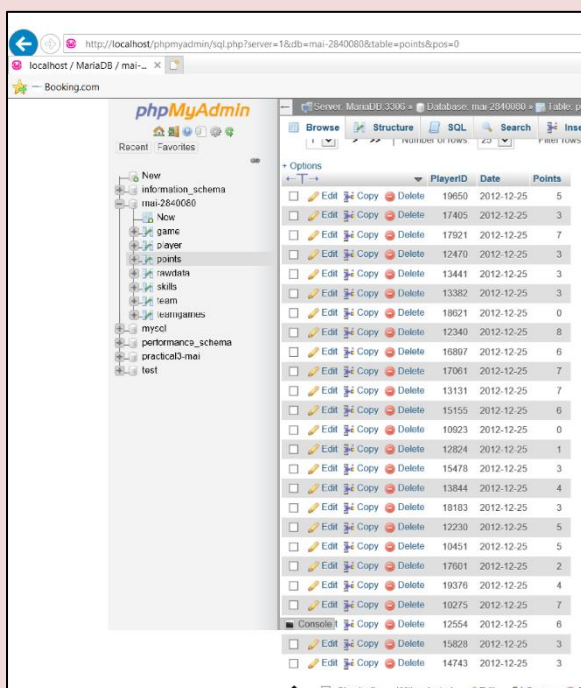 http://localhost/phpmyadmin/sql.php?server=1&db=mai-2840080&table=points&pos=0
localhost / MariaDB / mai-...
Booking.com
phpMyAdmin
Recent Favorites
New
information_schema
mai-2840080
New
game
player
points
rawdata
skills
team
teamgames
mysql
performance_schema
practical3-mai
test
Server: MariaDB:3306 » Database: mai-2840080 » Table: p
Browse Structure SQL Search Inse
1 > >> Number of rows: 25 Filter rows
+ Options
←T→ PlayerID Date Points
Edit Copy Delete 19650 2012-12-25 5
Edit Copy Delete 17405 2012-12-25 3
Edit Copy Delete 17921 2012-12-25 7
Edit Copy Delete 12470 2012-12-25 3
Edit Copy Delete 13441 2012-12-25 3
Edit Copy Delete 13382 2012-12-25 3
Edit Copy Delete 18621 2012-12-25 0
Edit Copy Delete 12340 2012-12-25 8
Edit Copy Delete 16897 2012-12-25 6
Edit Copy Delete 17061 2012-12-25 7
Edit Copy Delete 13131 2012-12-25 7
Edit Copy Delete 15155 2012-12-25 6
Edit Copy Delete 10923 2012-12-25 0
Edit Copy Delete 12824 2012-12-25 1
Edit Copy Delete 15478 2012-12-25 3
Edit Copy Delete 13844 2012-12-25 4
Edit Copy Delete 18183 2012-12-25 3
Edit Copy Delete 12230 2012-12-25 5
Edit Copy Delete 10451 2012-12-25 5
Edit Copy Delete 17601 2012-12-25 2
Edit Copy Delete 19376 2012-12-25 4
Edit Copy Delete 10275 2012-12-25 7
Console t Copy Delete 12554 2012-12-25 6
Edit Copy Delete 15828 2012-12-25 3
Edit Copy Delete 14743 2012-12-25 3